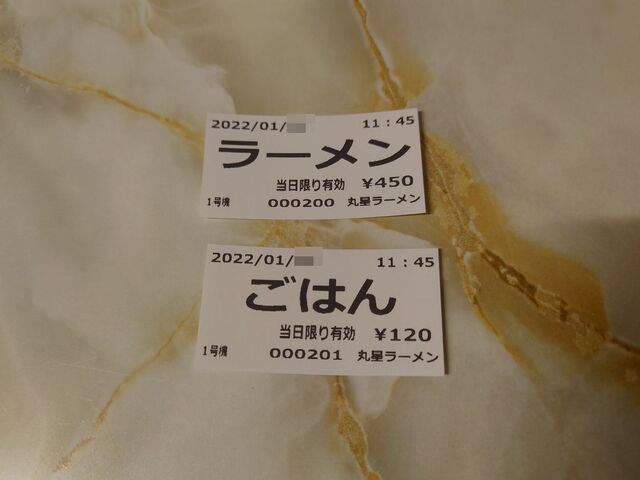 2022/01/ 11:45
ラーメン
当日限り有効 ¥450
1号機 000200 丸星ラーメン
2022/01/ 11:45
ごはん
当日限り有効 ¥120
1号機 000201 丸星ラーメン